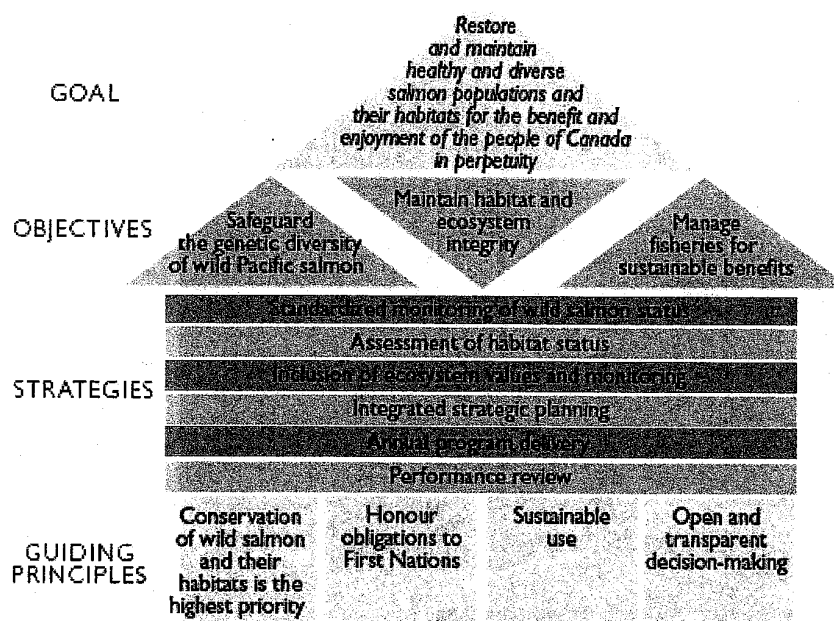 GOAL
Restore
and maintain
healthy and diverse
salmon populations and
their habitats for the benefit and
enjoyment of the people of Canada
in perpetuity
OBJECTIVES
Safeguard
the genetic diversity
of wild Pacific salmon
Maintain habitat and
ecosystem
integrity
Manage
fisheries for
sustainable benefits
STRATEGIES
Standardized monitoring of wild salmon status
Assessment of habitat status
Inclusion of ecosystem values and monitoring
Integrated strategic planning
Annual program delivery
Performance review
GUIDING
PRINCIPLES
Conservation
of wild salmon
and their
habitats is the
highest priority
Honour
obligations to
First Nations
Sustainable
use
Open and
transparent
decision-making